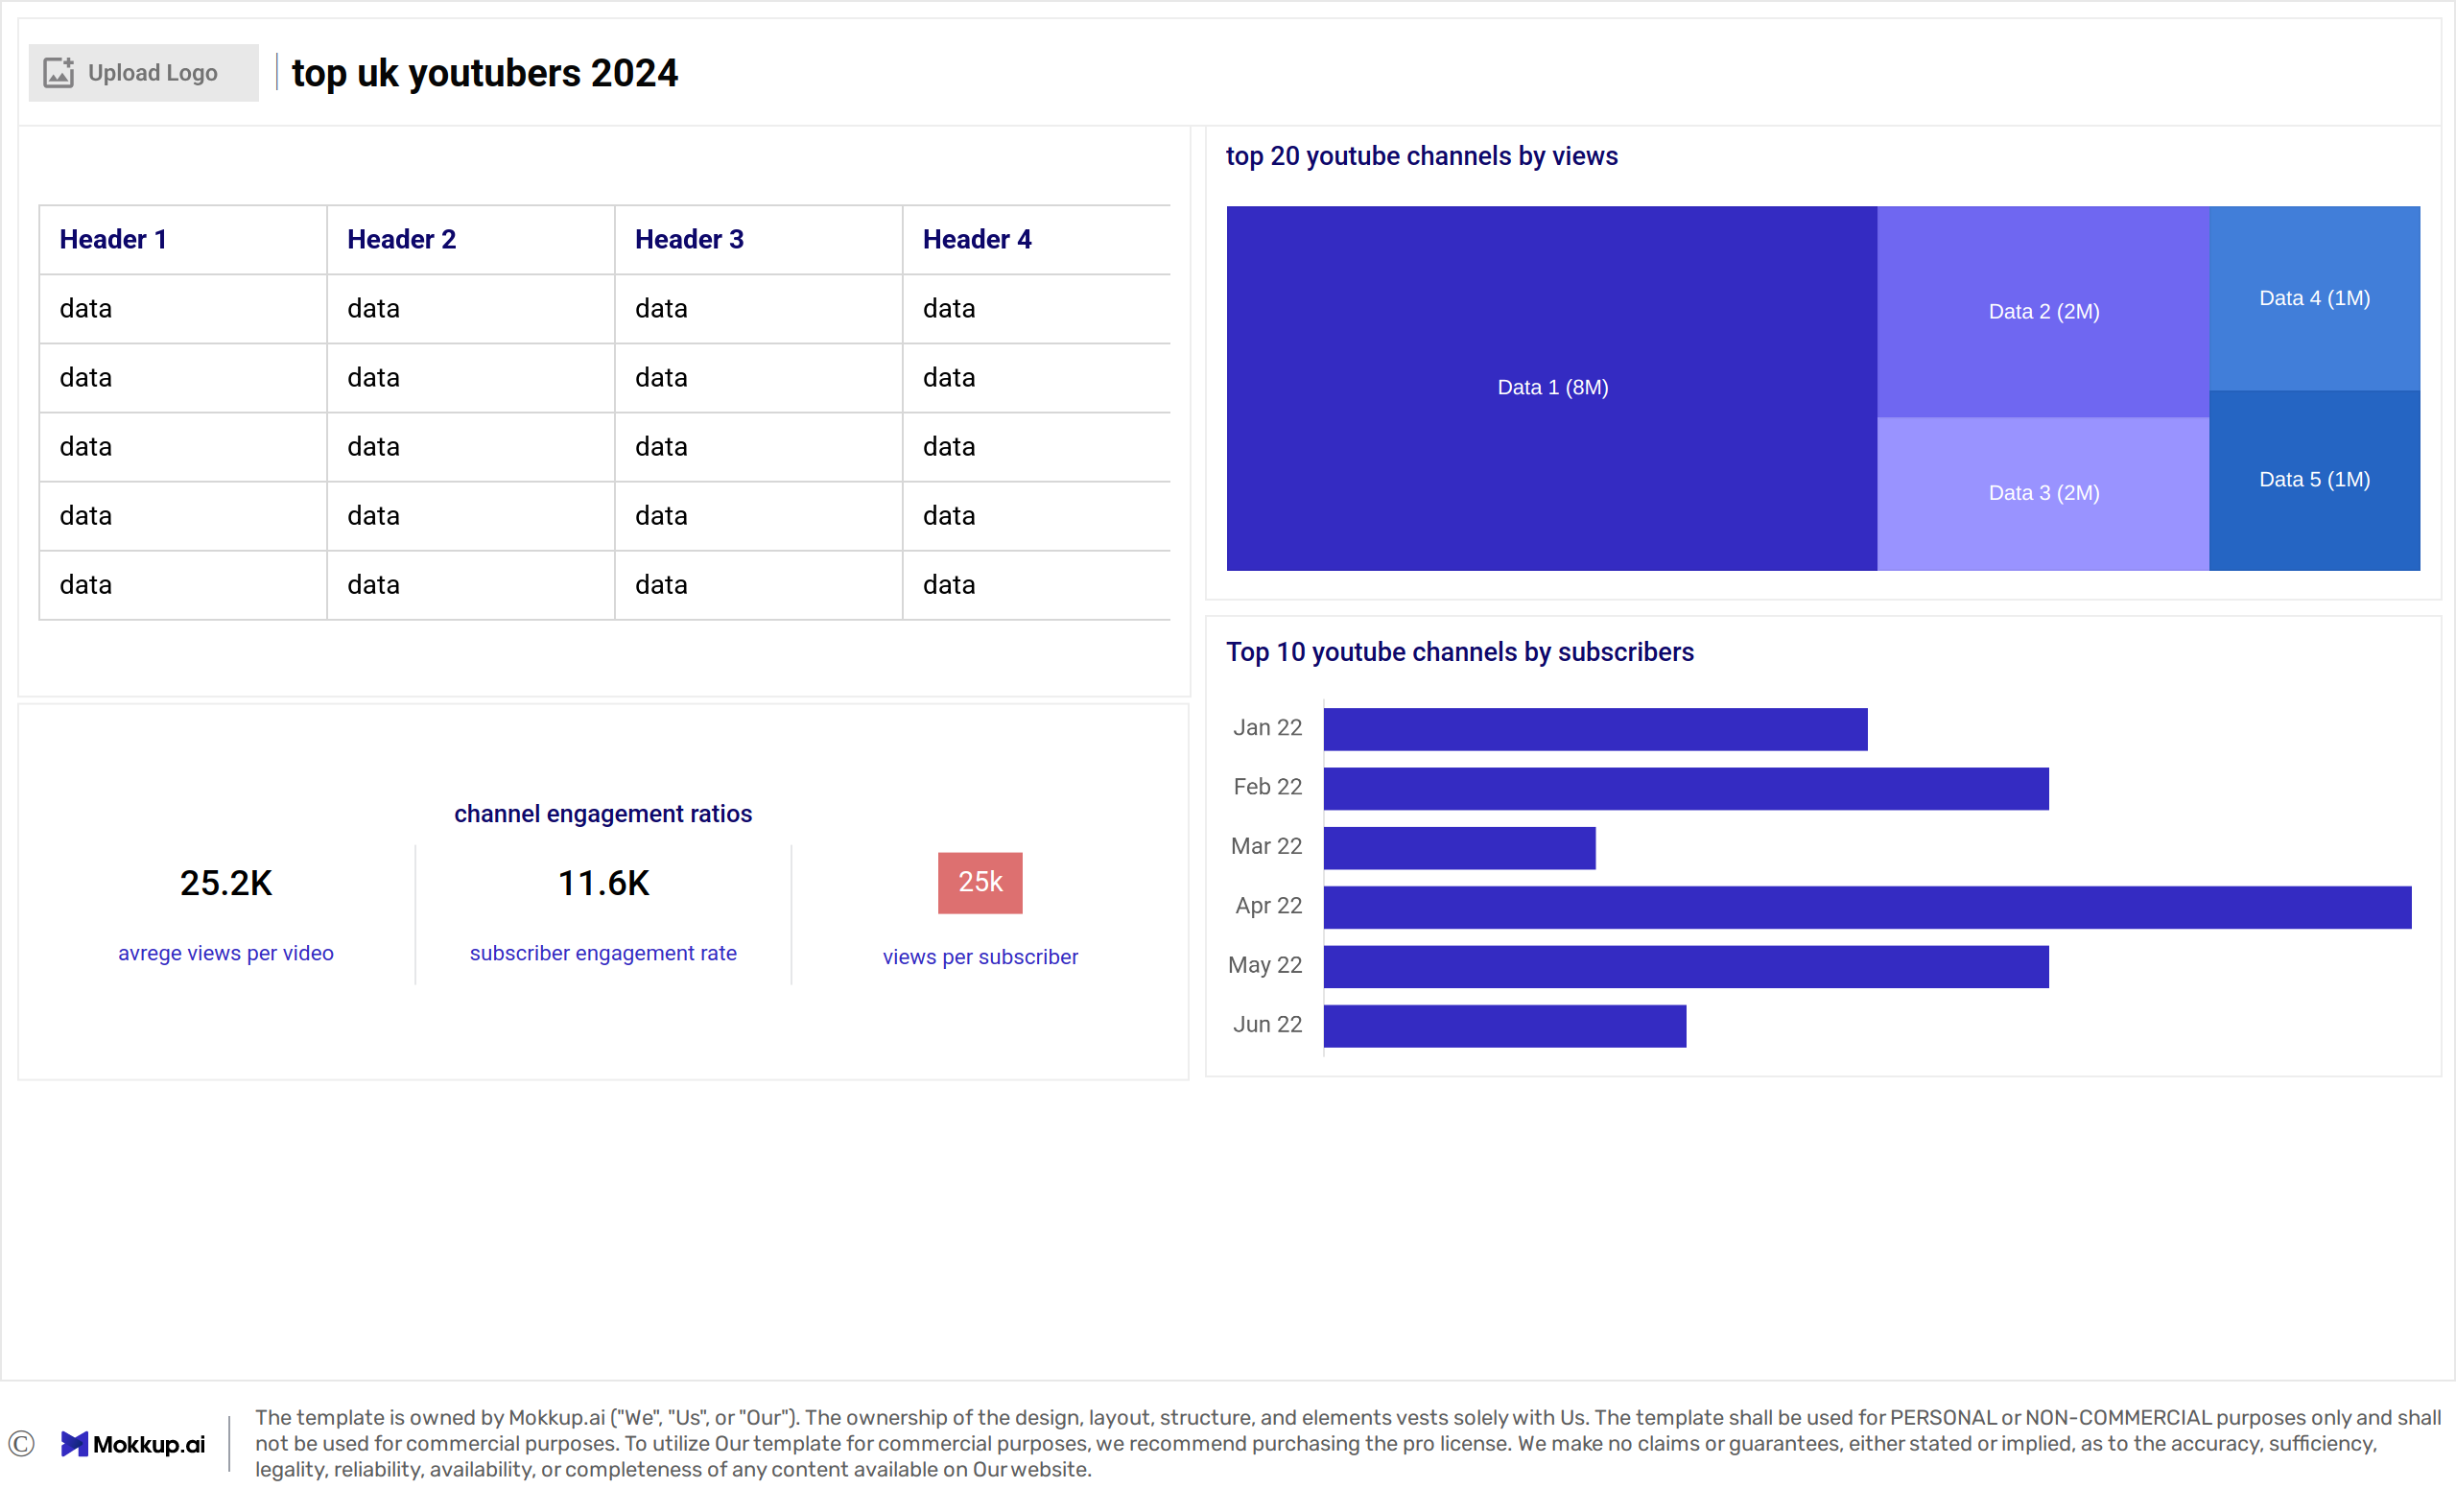 Upload Logo
top uk youtubers 2024
Header 1 Header 2 Header 3 Header 4
data data data data
data data data data
data data data data
data data data data
data data data data
channel engagement ratios
25.2K 11.6K 25k
avrege views per video subscriber engagement rate views per subscriber
top 20 youtube channels by views
Data 1 (8M)
Data 2 (2M)
Data 3 (2M)
Data 4 (1M)
Data 5 (1M)
Top 10 youtube channels by subscribers
Jan 22
Feb 22
Mar 22
Apr 22
May 22
Jun 22
© Mokkup.ai
The template is owned by Mokkup.ai ("We", "Us", or "Our"). The ownership of the design, layout, structure, and elements vests solely with Us. The template shall be used for PERSONAL or NON-COMMERCIAL purposes only and shall
not be used for commercial purposes. To utilize Our template for commercial purposes, we recommend purchasing the pro license. We make no claims or guarantees, either stated or implied, as to the accuracy, sufficiency,
legality, reliability, availability, or completeness of any content available on Our website.